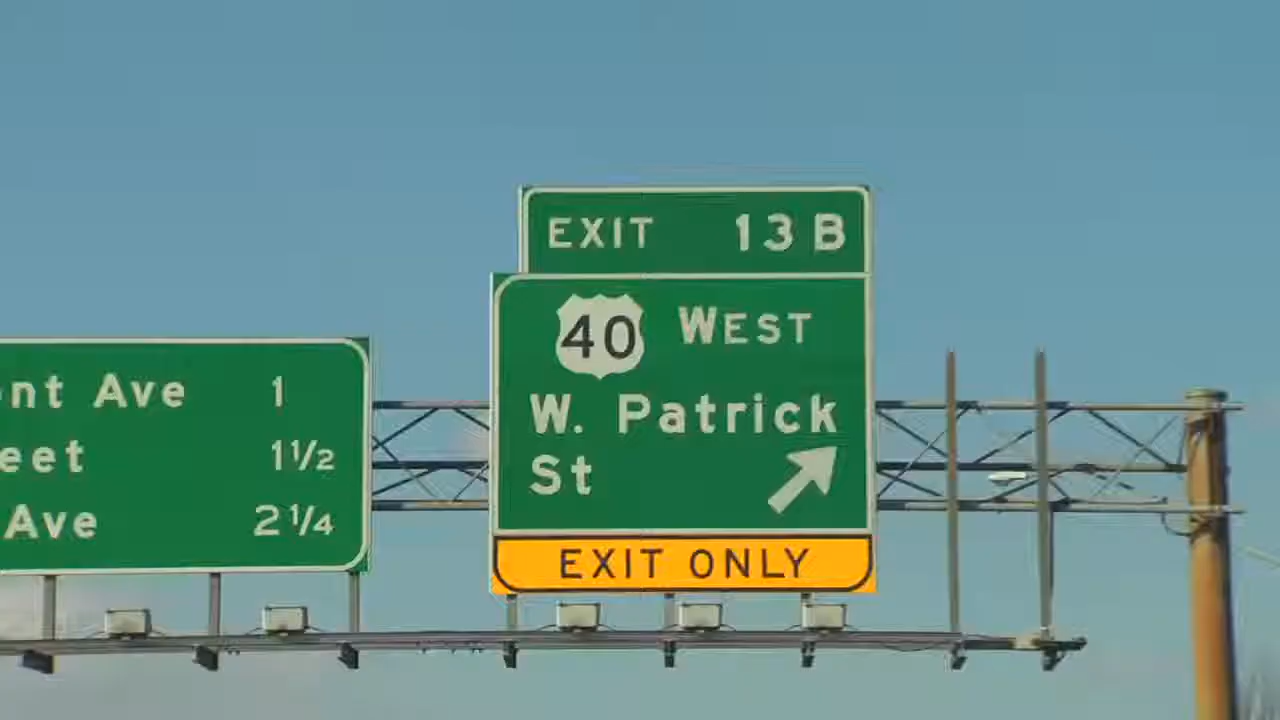 Ave 1
1½
Ave 2¼
EXIT 13 B
40 WEST
W. Patrick
St
EXIT ONLY